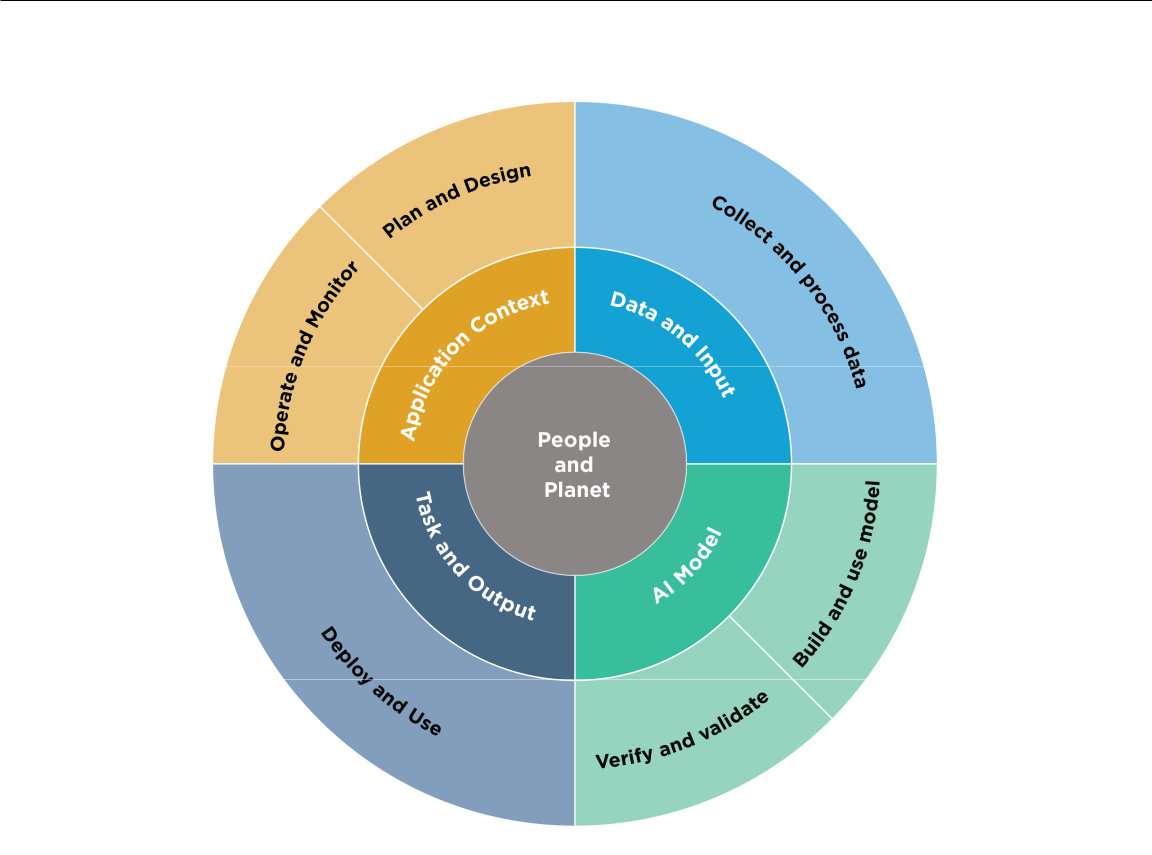 Plan and Design
Collect and process data
Operate and Monitor
Application Context
Data and Input
People
and
Planet
Task and Output
AI Model
Build and use model
Deploy and Use
Verify and validate